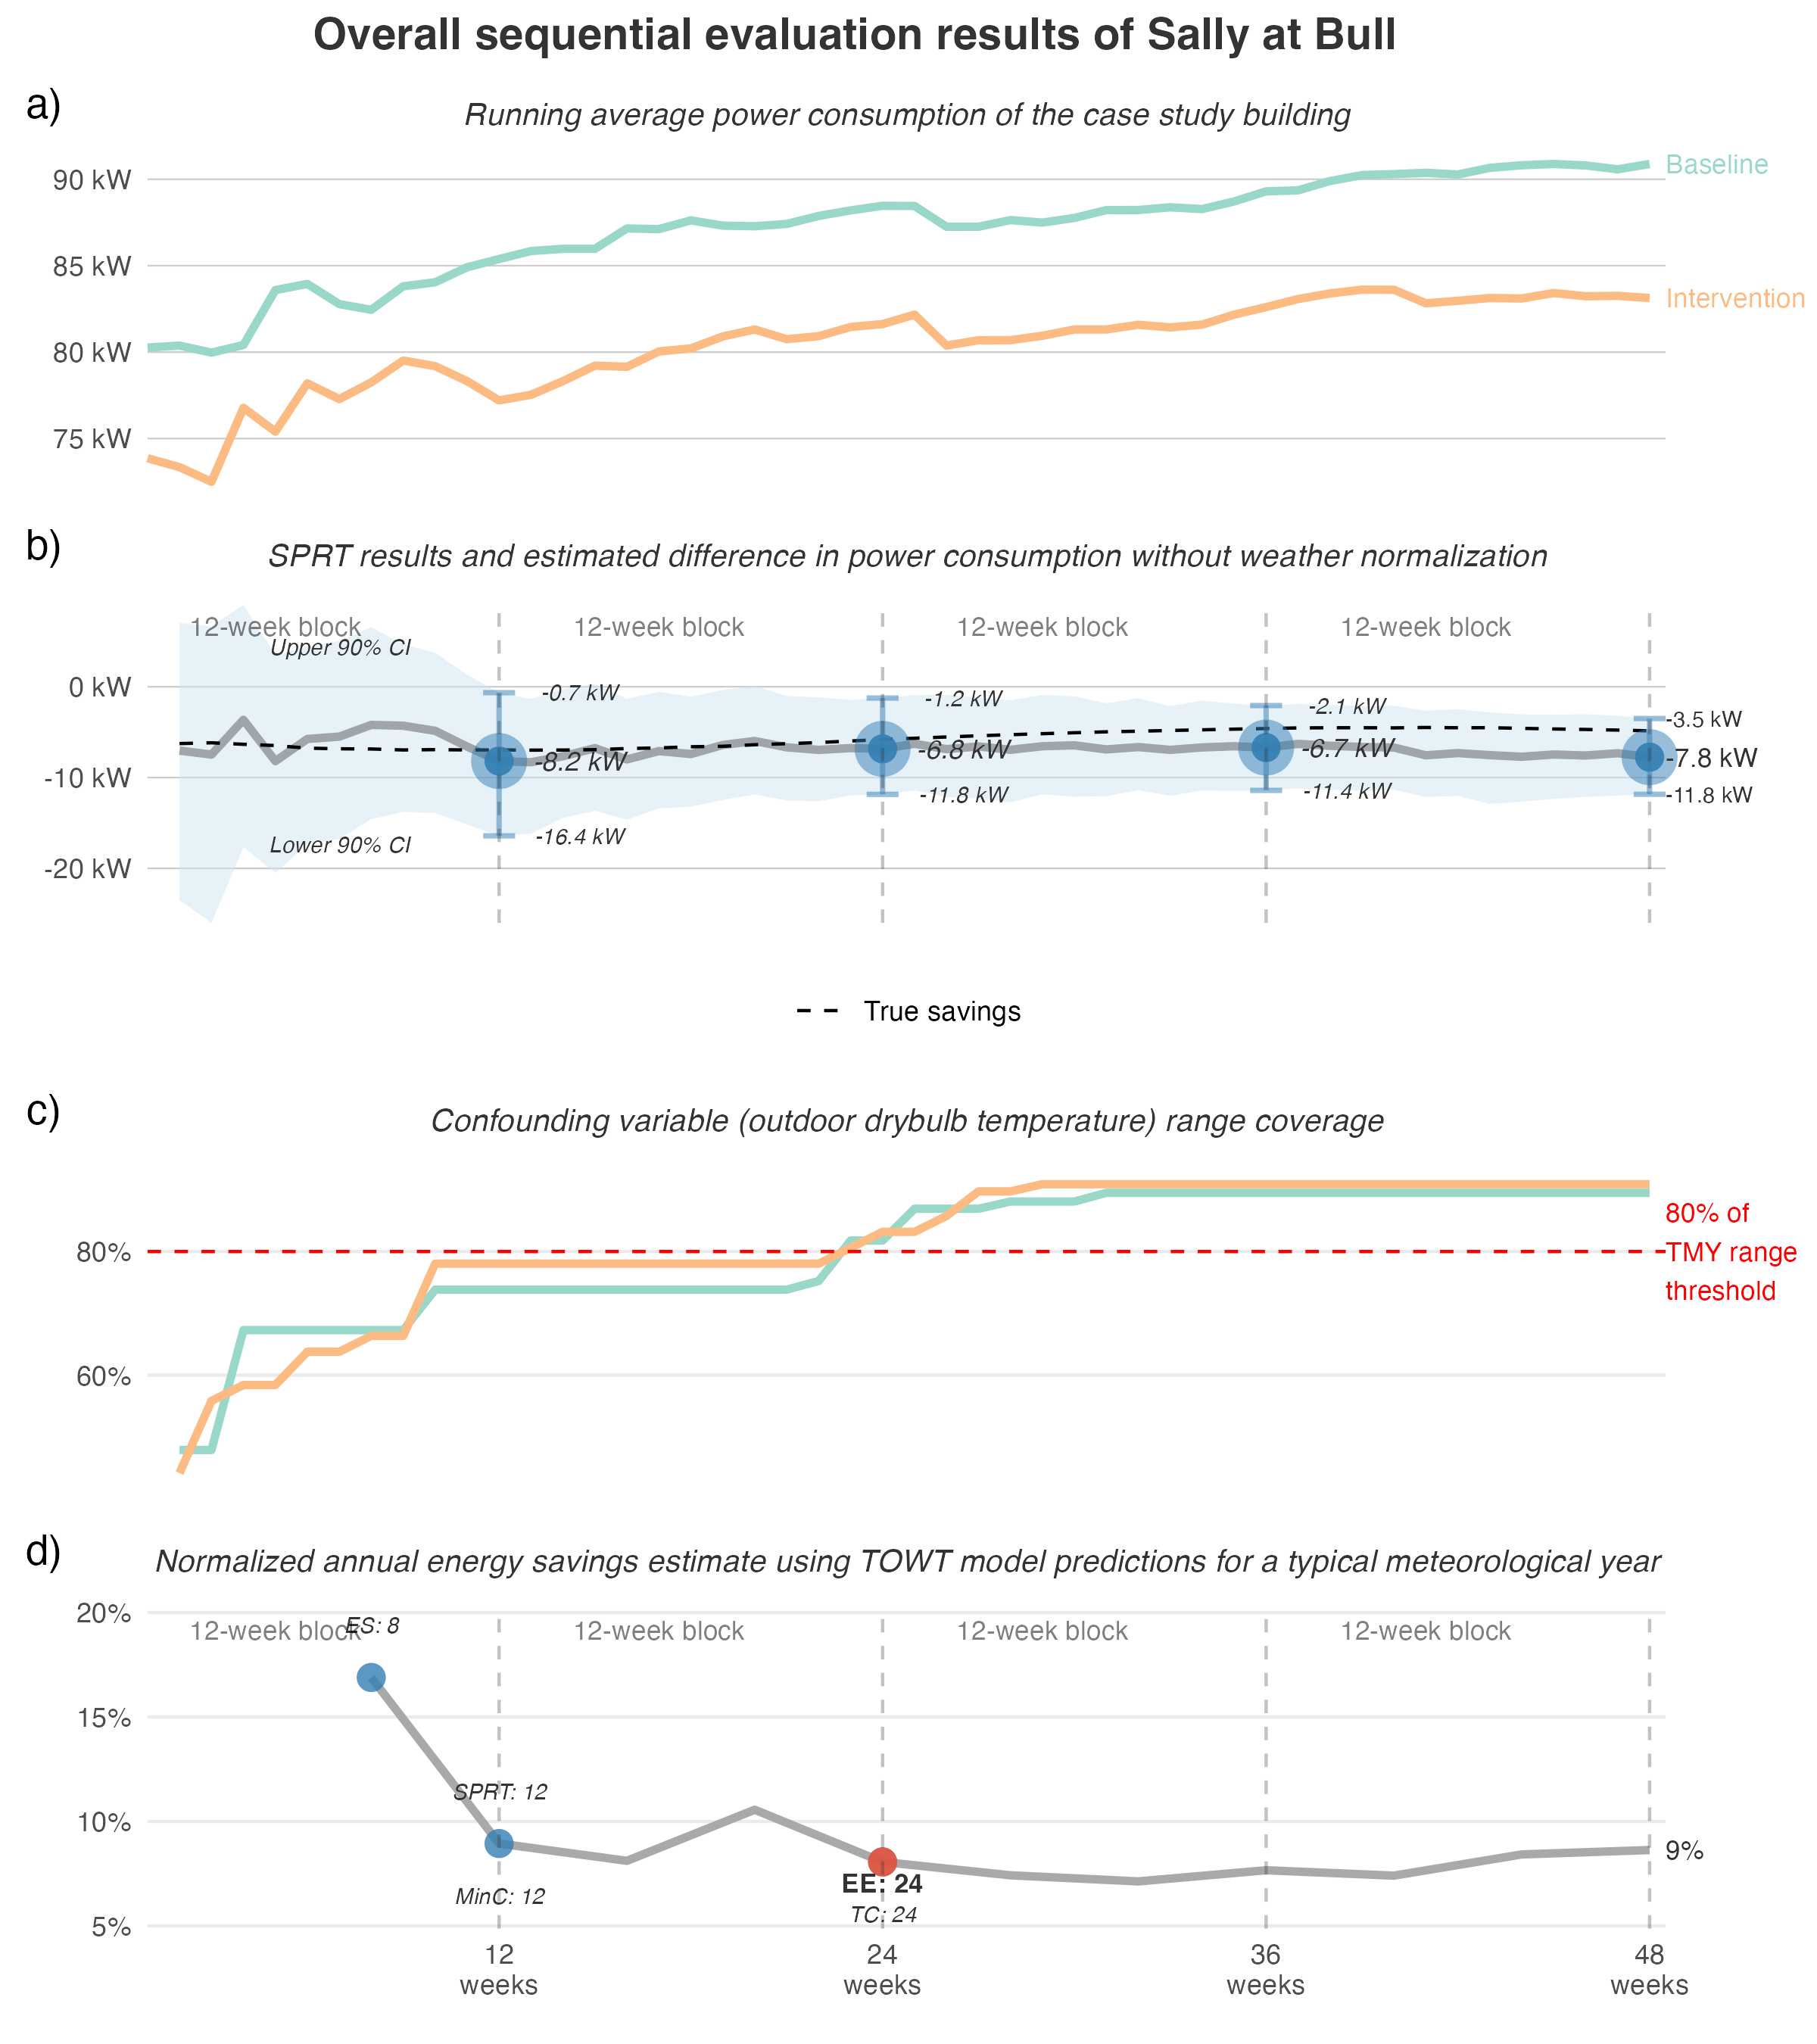 Overall sequential evaluation results of Sally at Bull
a)
Running average power consumption of the case study building
90 kW
85 kW
80 kW
75 kW
Baseline
Intervention
b)
SPRT results and estimated difference in power consumption without weather normalization
12-week block
12-week block
12-week block
12-week block
Upper 90% CI
Lower 90% CI
0 kW
-10 kW
-20 kW
-0.7 kW
-8.2 kW
-16.4 kW
-1.2 kW
-6.8 kW
-11.8 kW
-2.1 kW
-6.7 kW
-11.4 kW
-3.5 kW
-7.8 kW
-11.8 kW
True savings
c)
Confounding variable (outdoor drybulb temperature) range coverage
80%
60%
80% of
TMY range
threshold
d)
Normalized annual energy savings estimate using TOWT model predictions for a typical meteorological year
20%
15%
10%
5%
12-week block
12-week block
12-week block
12-week block
ES: 8
SPRT: 12
MinC: 12
EE: 24
TC: 24
9%
12
weeks
24
weeks
36
weeks
48
weeks